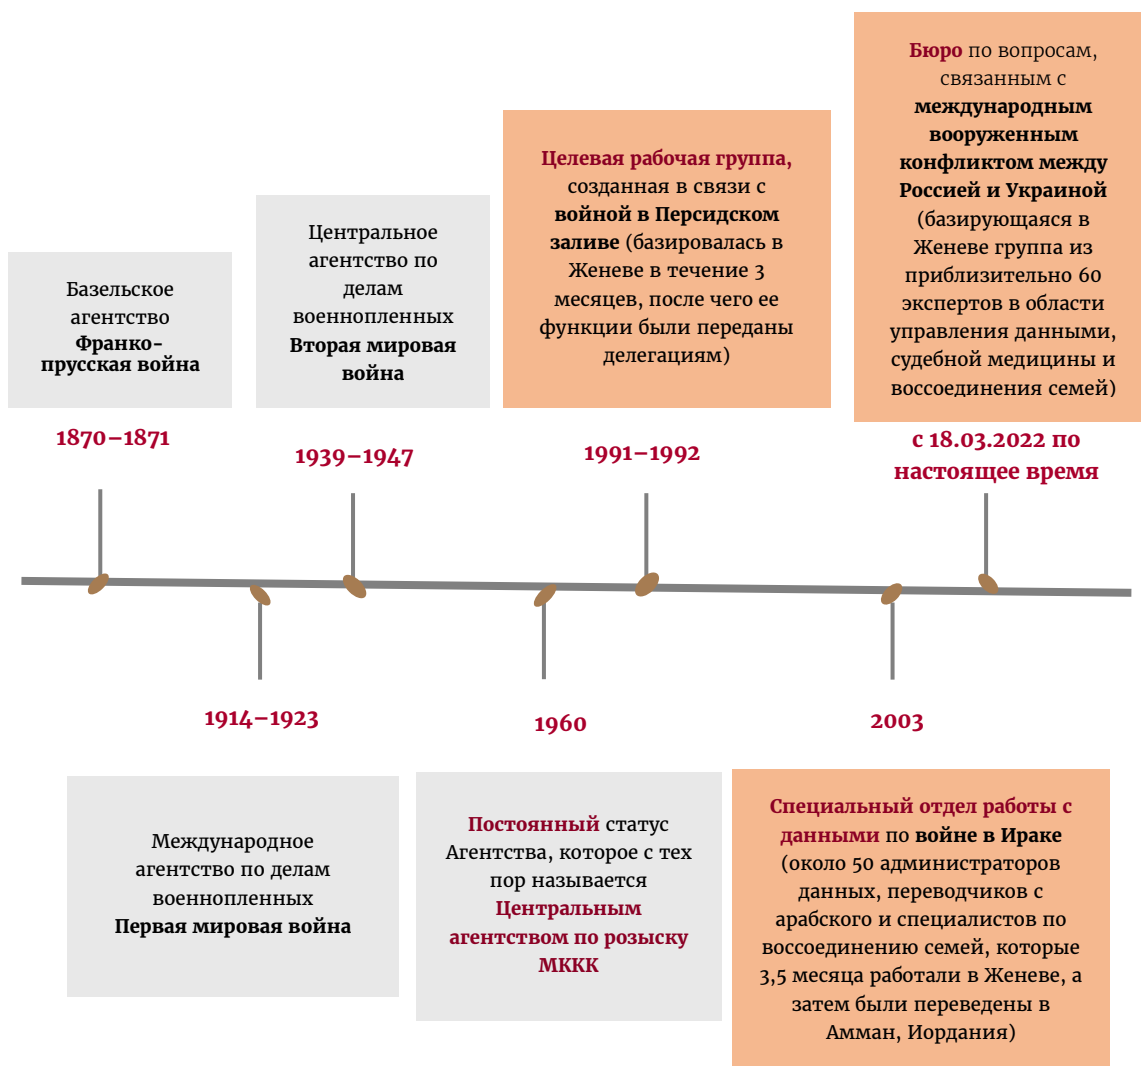 Базельское
агентство
Франко-
прусская война
1870–1871
Центральное
агентство по
делам
военнопленных
Вторая мировая
война
1939–1947
Целевая рабочая группа,
созданная в связи с
войной в Персидском
заливе (базировалась в
Женеве в течение 3
месяцев, после чего ее
функции были переданы
делегациям)
1991–1992
Бюро по вопросам,
связанным с
международным
вооруженным
конфликтом между
Россией и Украиной
(базирующаяся в
Женеве группа из
приблизительно 60
экспертов в области
управления данными,
судебной медицины и
воссоединения семей)
с 18.03.2022 по
настоящее время
1914–1923
Международное
агентство по делам
военнопленных
Первая мировая война
1960
Постоянный статус
Агентства, которое с тех
пор называется
Центральным
агентством по розыску
МККК
2003
Специальный отдел работы с
данными по войне в Ираке
(около 50 администраторов
данных, переводчиков с
арабского и специалистов по
воссоединению семей, которые
3,5 месяца работали в Женеве, а
затем были переведены в
Амман, Иордания)